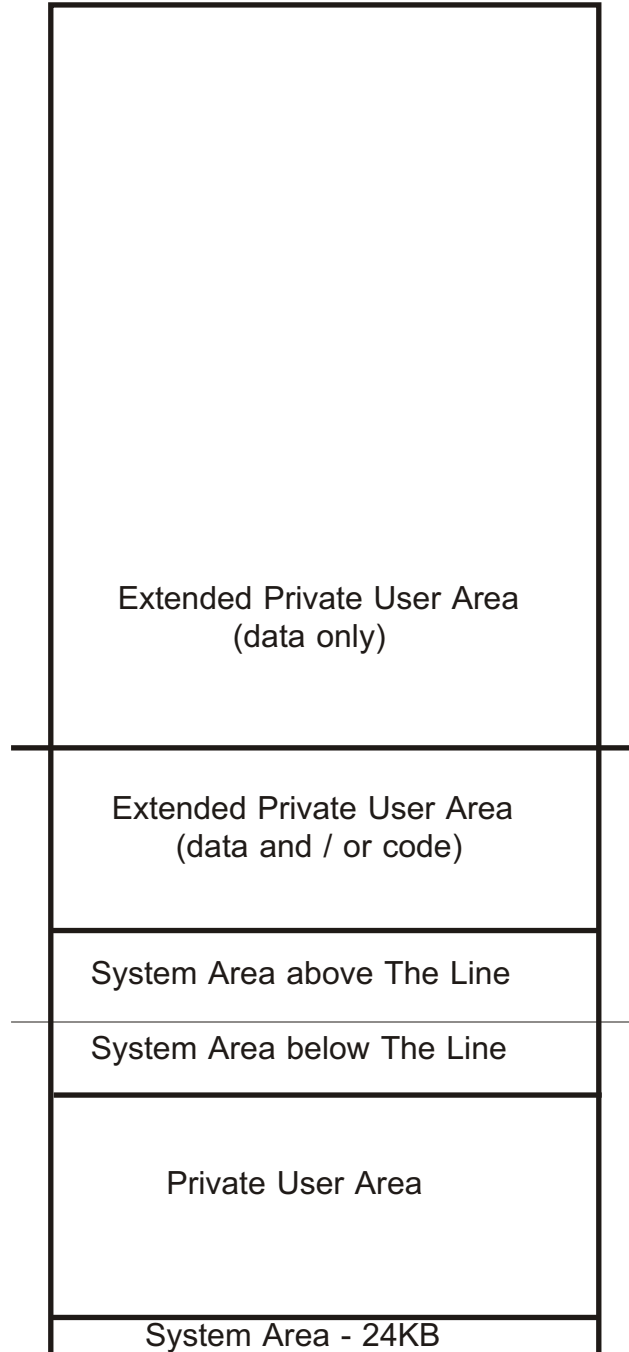 Extended Private User Area
(data only)
Extended Private User Area
(data and / or code)
System Area above The Line
System Area below The Line
Private User Area
System Area - 24KB